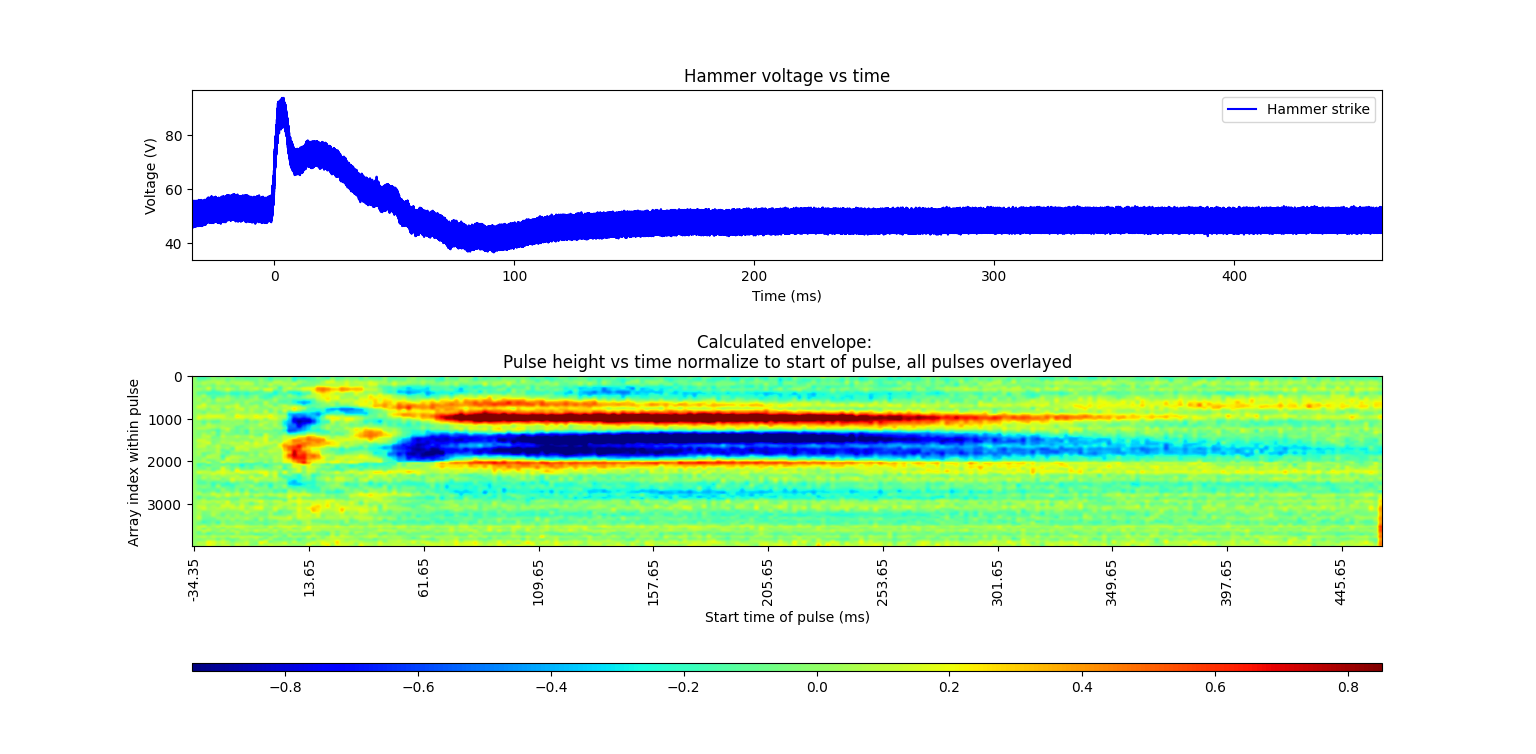 Hammer voltage vs time
Hammer strike
80
60
40
Voltage (V)
0 100 200 300 400
Time (ms)
Calculated envelope:
Pulse height vs time normalize to start of pulse, all pulses overlayed
0
1000
2000
3000
Array index within pulse
-34.35 13.65 61.65 109.65 157.65 205.65 253.65 301.65 349.65 397.65 445.65
Start time of pulse (ms)
−0.8 −0.6 −0.4 −0.2 0.0 0.2 0.4 0.6 0.8